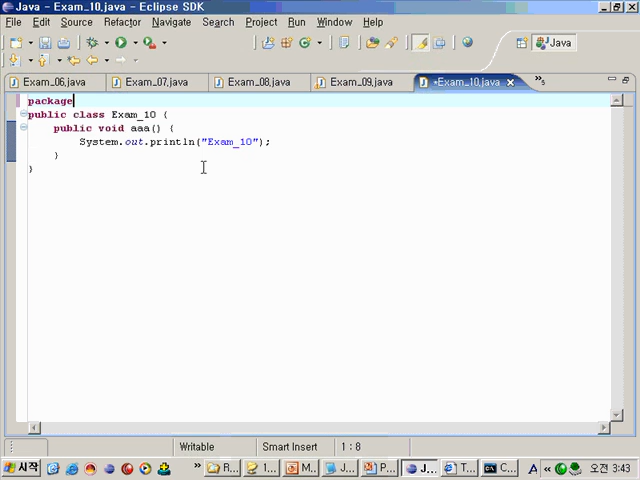 Java - Exam_10.java - Eclipse SDK
File Edit Source Refactor Navigate Search Project Run Window Help
Java
Exam_06.java Exam_07.java Exam_08.java Exam_09.java *Exam_10.java »5
package
public class Exam_10 {
public void aaa() {
System.out.println("Exam_10");
}
}
Writable Smart Insert 1 : 8
시작 » R... 1... M... J... P... J... T... C... A « 오전 3:43